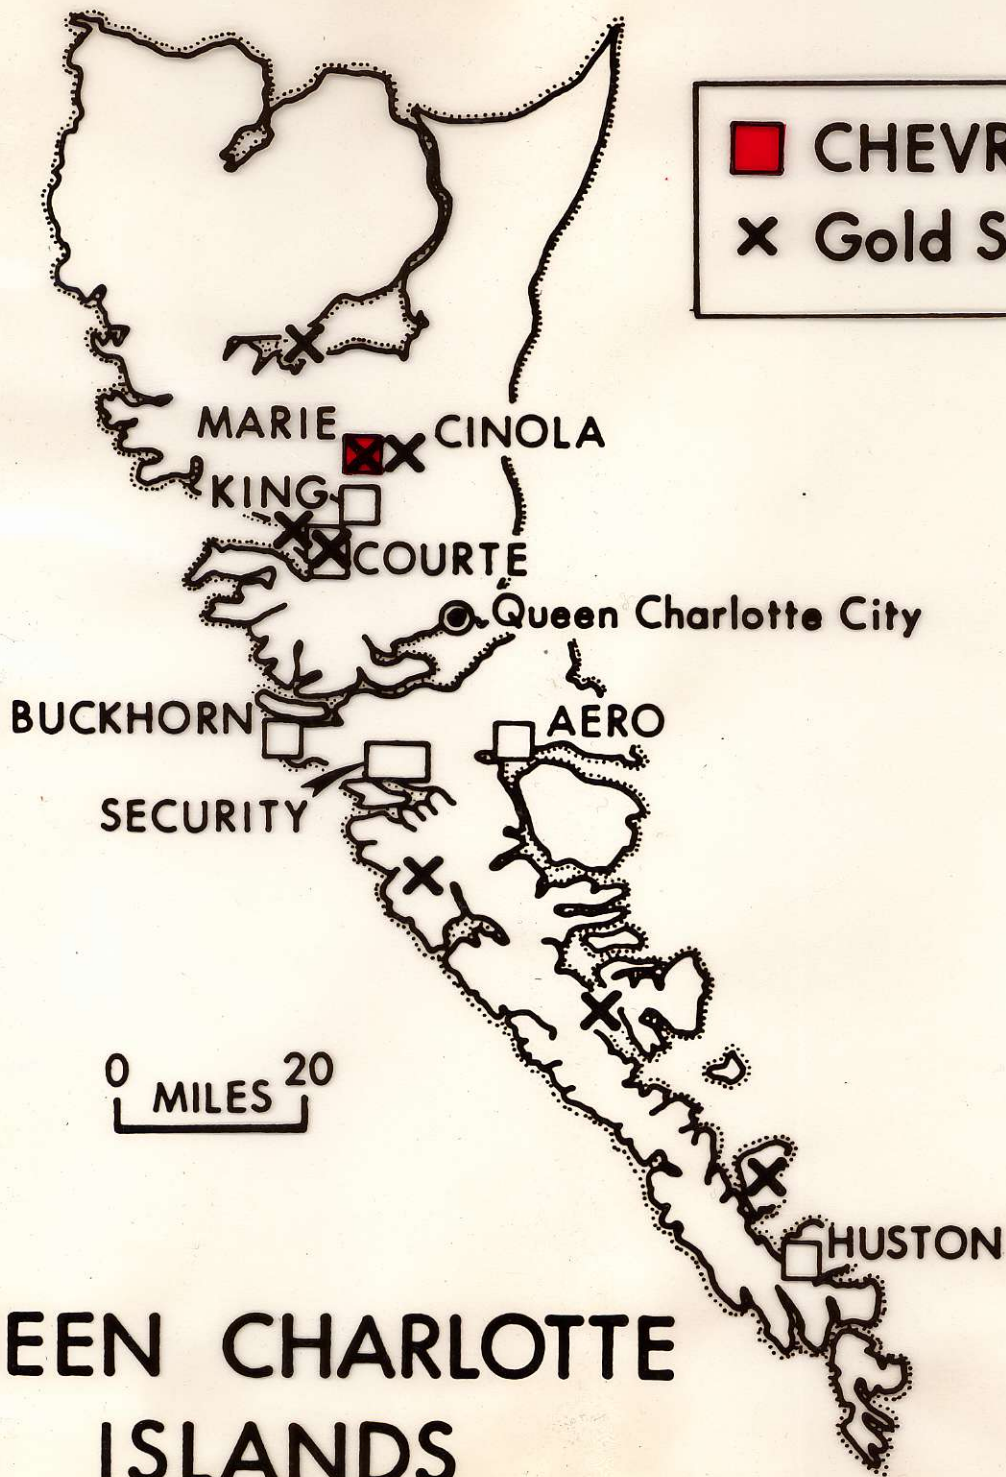 CHEVR
Gold S
MARIE
CINOLA
KING
COURTE
Queen Charlotte City
BUCKHORN
AERO
SECURITY
0 20
MILES
HUSTON
EEN CHARLOTTE
ISLANDS